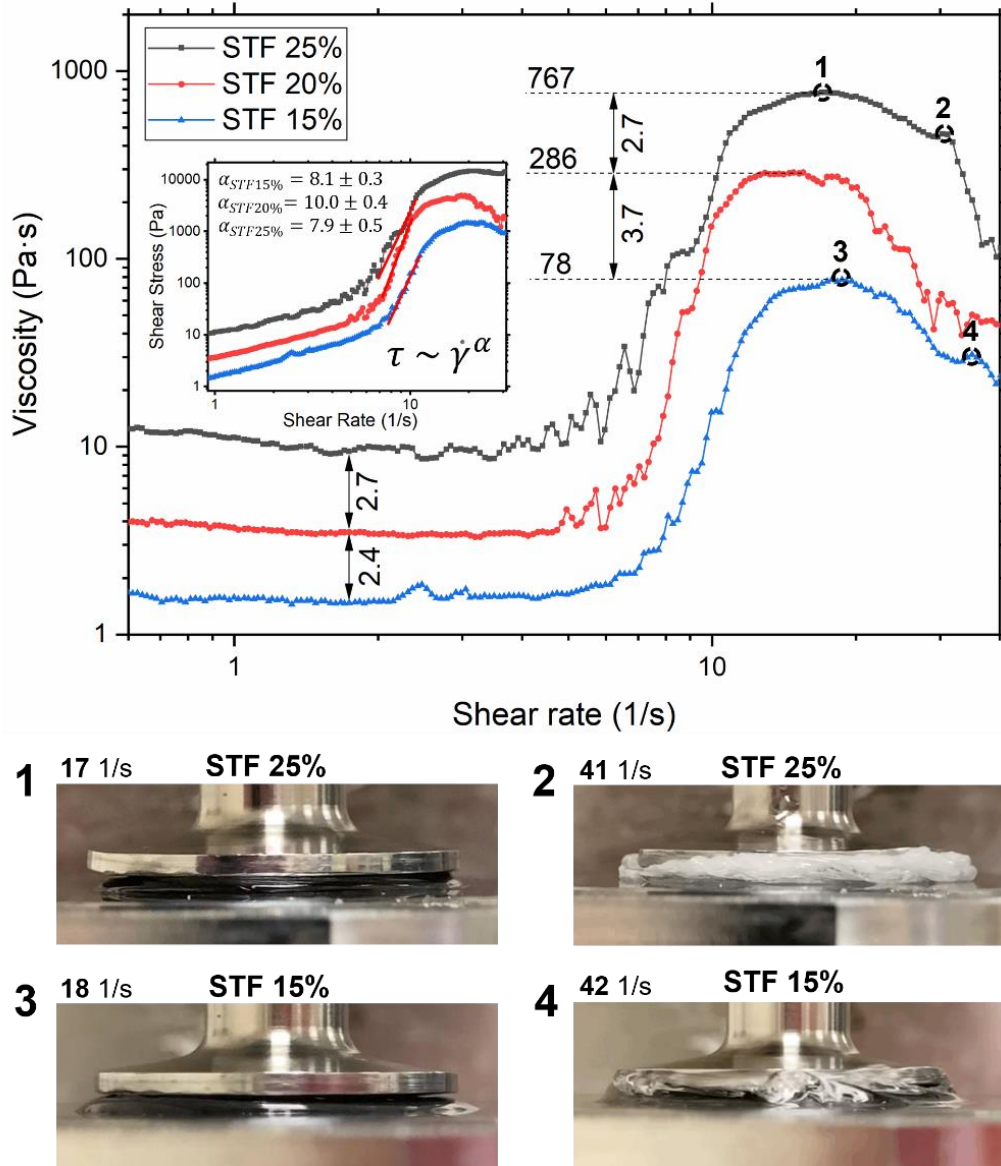 STF 25%
STF 20%
STF 15%
Viscosity (Pa·s)
1000
100
10
1
1
10
Shear rate (1/s)
767
286
78
2.7
3.7
2.7
2.4
1
2
3
4
Shear Stress (Pa)
10000
1000
100
10
1
1
10
Shear Rate (1/s)
α_STF15% = 8.1 ± 0.3
α_STF20% = 10.0 ± 0.4
α_STF25% = 7.9 ± 0.5
τ ~ γ̇^α
1 17 1/s STF 25%
2 41 1/s STF 25%
3 18 1/s STF 15%
4 42 1/s STF 15%